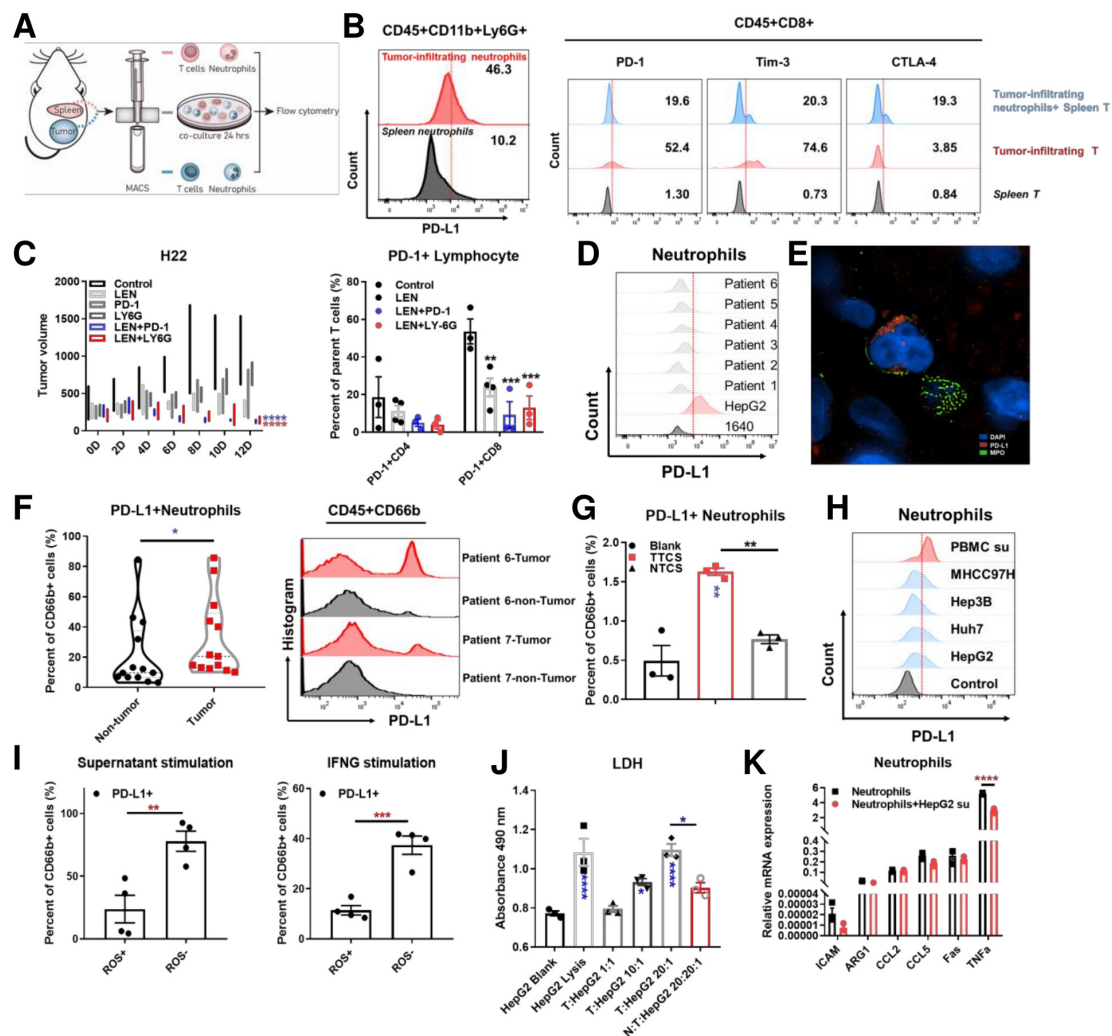 A
Spleen
Tumor
MACS
T cells Neutrophils
co-culture 24 hrs
T cells Neutrophils
Flow cytometry
B
CD45+CD11b+Ly6G+
Tumor-infiltrating neutrophils
46.3
Spleen neutrophils
10.2
Count
PD-L1
CD45+CD8+
PD-1 Tim-3 CTLA-4
19.6 20.3 19.3
Tumor-infiltrating
neutrophils+ Spleen T
52.4 74.6 3.85
Tumor-infiltrating T
1.30 0.73 0.84
Spleen T
Count
C
H22
Tumor volume
2000
1500
1000
500
0
Control
LEN
PD-1
LY6G
LEN+PD-1
LEN+LY6G
0D 2D 4D 6D 8D 10D 12D
****
****
PD-1+ Lymphocyte
Percent of parent T cells (%)
80
60
40
20
0
Control
LEN
LEN+PD-1
LEN+LY-6G
** *** ***
PD-1+CD4 PD-1+CD8
D
Neutrophils
Patient 6
Patient 5
Patient 4
Patient 3
Patient 2
Patient 1
HepG2
1640
Count
PD-L1
E
DAPI
PD-L1
MPO
F
PD-L1+Neutrophils
Percent of CD66b+ cells (%)
100
80
60
40
20
0
*
Non-tumor Tumor
CD45+CD66b
Patient 6-Tumor
Patient 6-non-Tumor
Patient 7-Tumor
Patient 7-non-Tumor
Histogram
PD-L1
G
PD-L1+ Neutrophils
Percent of CD66b+ cells (%)
2.0
1.5
1.0
0.5
0.0
Blank
TTCS
NTCS
**
**
H
Neutrophils
PBMC su
MHCC97H
Hep3B
Huh7
HepG2
Control
Count
PD-L1
I
Supernatant stimulation
Percent of CD66b+ cells (%)
100
50
0
PD-L1+
**
ROS+ ROS-
IFNG stimulation
Percent of CD66b+ cells (%)
60
40
20
0
PD-L1+
***
ROS+ ROS-
J
LDH
Absorbance 490 nm
1.4
1.2
1.0
0.8
0.6
****
*
****
*
HepG2 Blank
HepG2 Lysis
T:HepG2 1:1
T:HepG2 10:1
T:HepG2 20:1
N:T:HepG2 20:20:1
K
Neutrophils
Neutrophils
Neutrophils+HepG2 su
****
Relative mRNA expression
6
4
2
0.4
0.3
0.2
0.1
0.00004
0.00003
0.00002
0.00001
0.00000
ICAM ARG1 CCL2 CCL5 Fas TNFa